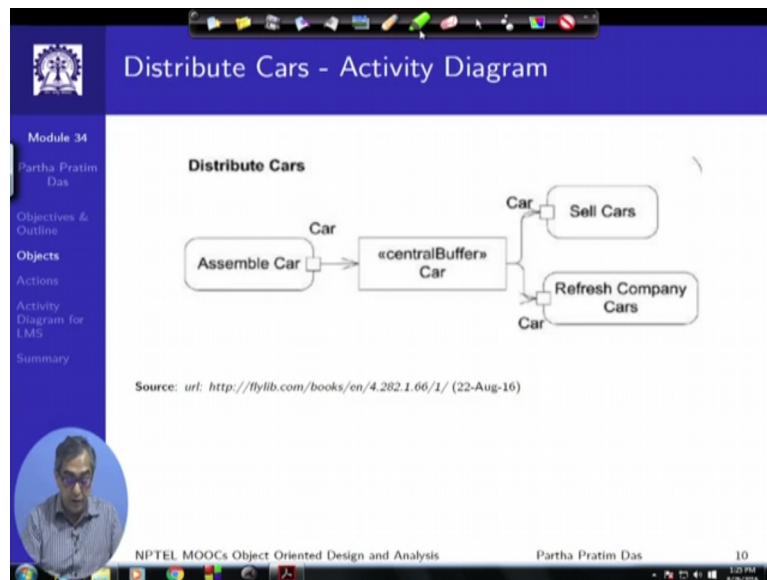 Distribute Cars - Activity Diagram
Module 34
Partha Pratim
Das
Objectives &
Outline
Objects
Actions
Activity
Diagram for
LMS
Summary
Distribute Cars
Car
Assemble Car
«centralBuffer»
Car
Car
Sell Cars
Refresh Company
Cars
Car
Source: url: http://flylib.com/books/en/4.282.1.66/1/ (22-Aug-16)
NPTEL MOOCs Object Oriented Design and Analysis
Partha Pratim Das
10
1:25 PM